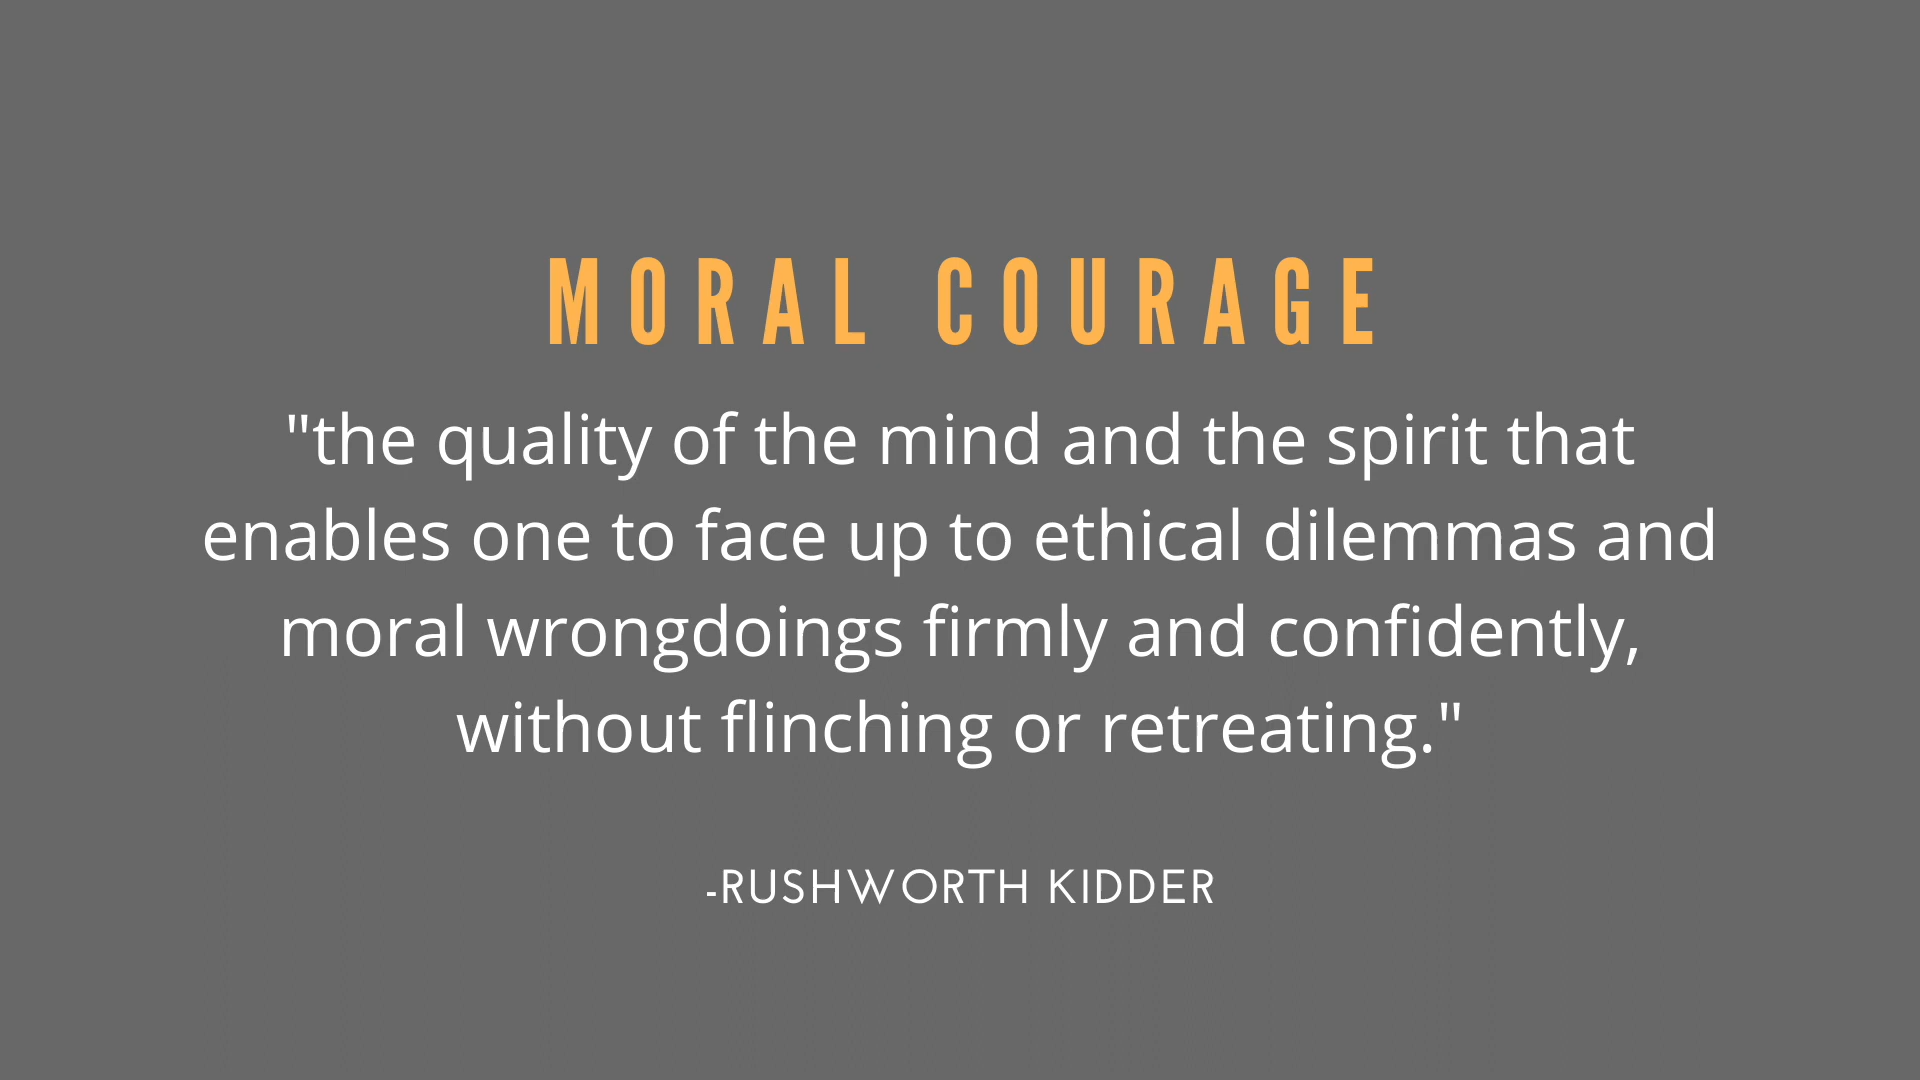 MORAL COURAGE
"the quality of the mind and the spirit that
enables one to face up to ethical dilemmas and
moral wrongdoings firmly and confidently,
without flinching or retreating."
-RUSHWORTH KIDDER